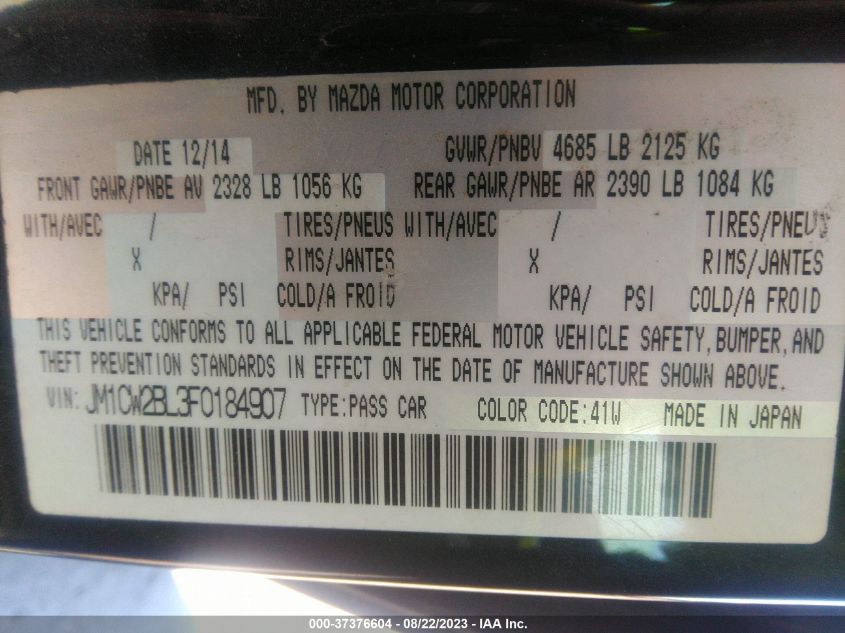 MFD. BY MAZDA MOTOR CORPORATION
DATE 12/14 GVWR/PNBV 4685 LB 2125 KG
FRONT GAWR/PNBE AV 2328 LB 1056 KG REAR GAWR/PNBE AR 2390 LB 1084 KG
WITH/AVEC / TIRES/PNEUS WITH/AVEC / TIRES/PNEUS
X RIMS/JANTES X RIMS/JANTES
KPA/ PSI COLD/A FROID KPA/ PSI COLD/A FROID
THIS VEHICLE CONFORMS TO ALL APPLICABLE FEDERAL MOTOR VEHICLE SAFETY, BUMPER, AND
THEFT PREVENTION STANDARDS IN EFFECT ON THE DATE OF MANUFACTURE SHOWN ABOVE.
VIN: JM1CW2BL3F0184907 TYPE:PASS CAR COLOR CODE:41W MADE IN JAPAN
000-37376604 - 08/22/2023 - IAA Inc.